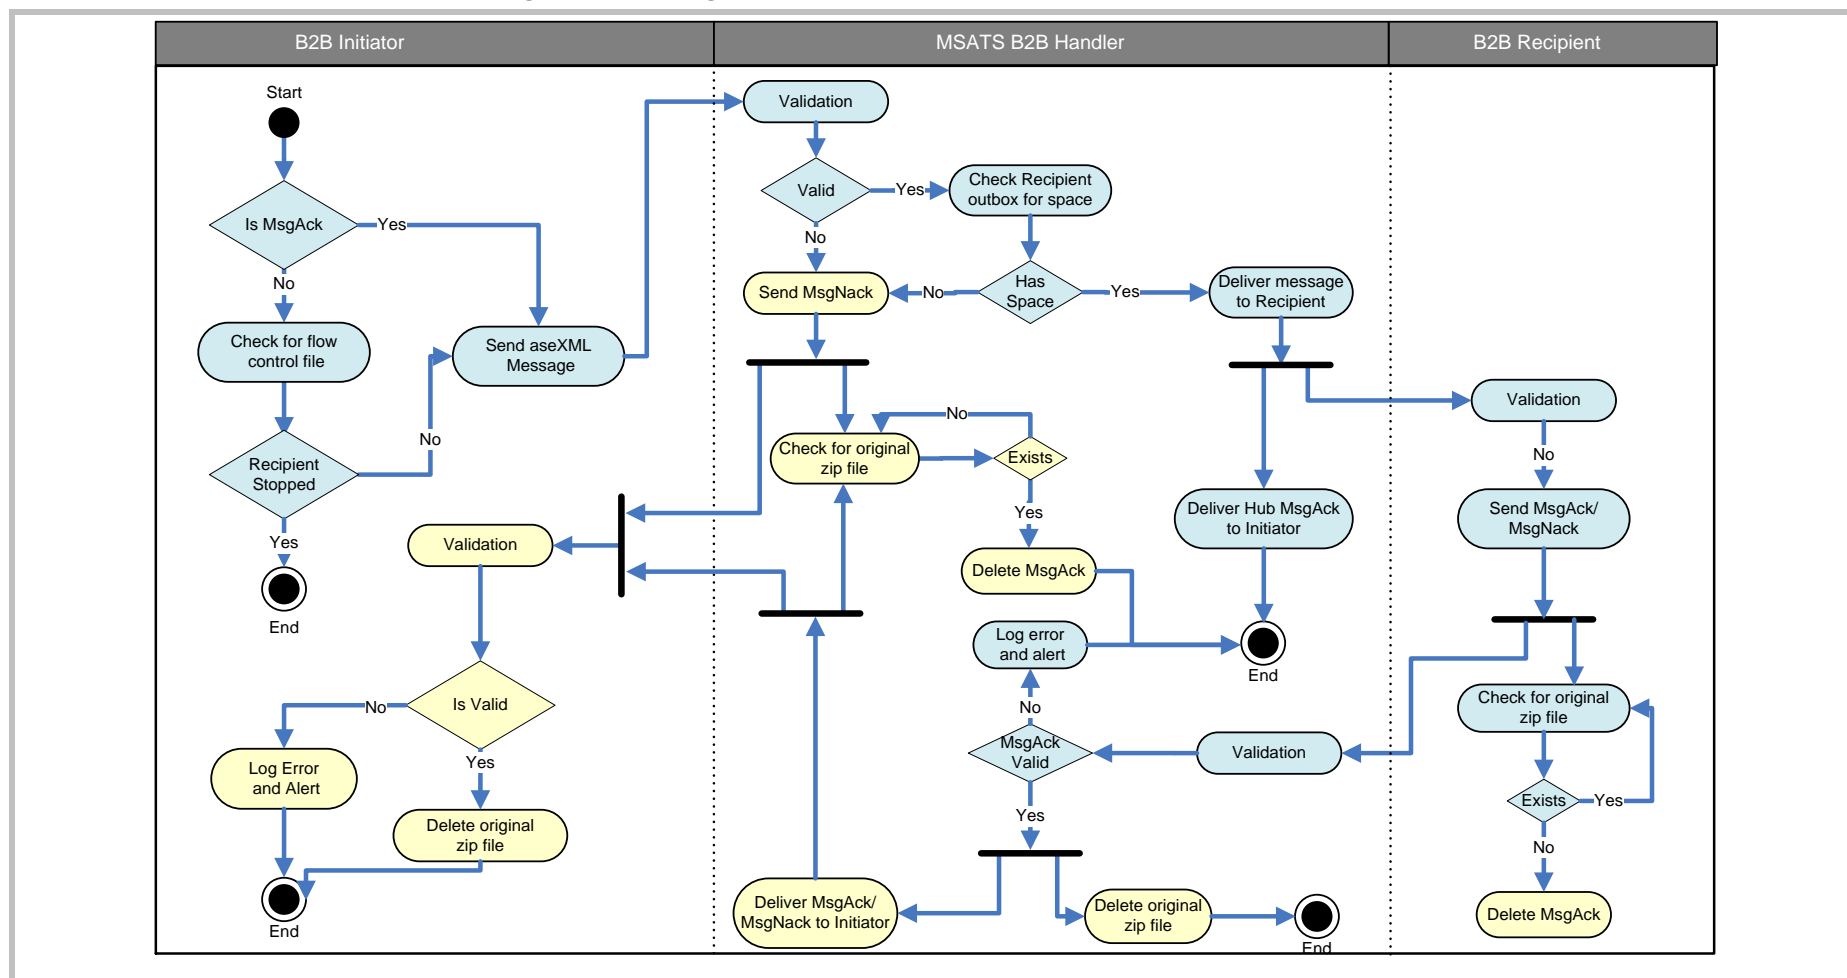 B2B Initiator
MSATS B2B Handler
B2B Recipient
Start
Is MsgAck
Yes
No
Check for flow
control file
Send aseXML
Message
No
Recipient
Stopped
Yes
End
Validation
Is Valid
No
Yes
Log Error
and Alert
Delete original
zip file
End
Validation
Valid
Yes
Check Recipient
outbox for space
No
Send MsgNack
No
Has
Space
Yes
Deliver message
to Recipient
No
Check for original
zip file
Exists
Yes
Delete MsgAck
Deliver Hub MsgAck
to Initiator
Log error
and alert
End
No
MsgAck
Valid
Validation
Yes
Deliver MsgAck/
MsgNack to Initiator
Delete original
zip file
End
Validation
No
Send MsgAck/
MsgNack
Check for original
zip file
Exists
Yes
No
Delete MsgAck